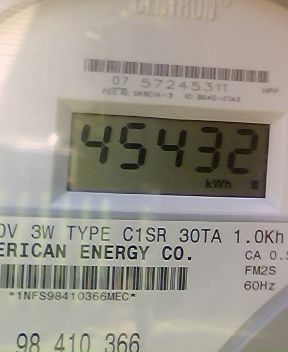 CENTRON®
07 57245311
45432
kWh
0V 3W TYPE C1SR 30TA 1.0Kh
ERICAN ENERGY CO.
CA 0.5
FM2S
60Hz
*1NFS98410366MEC*
98 410 366